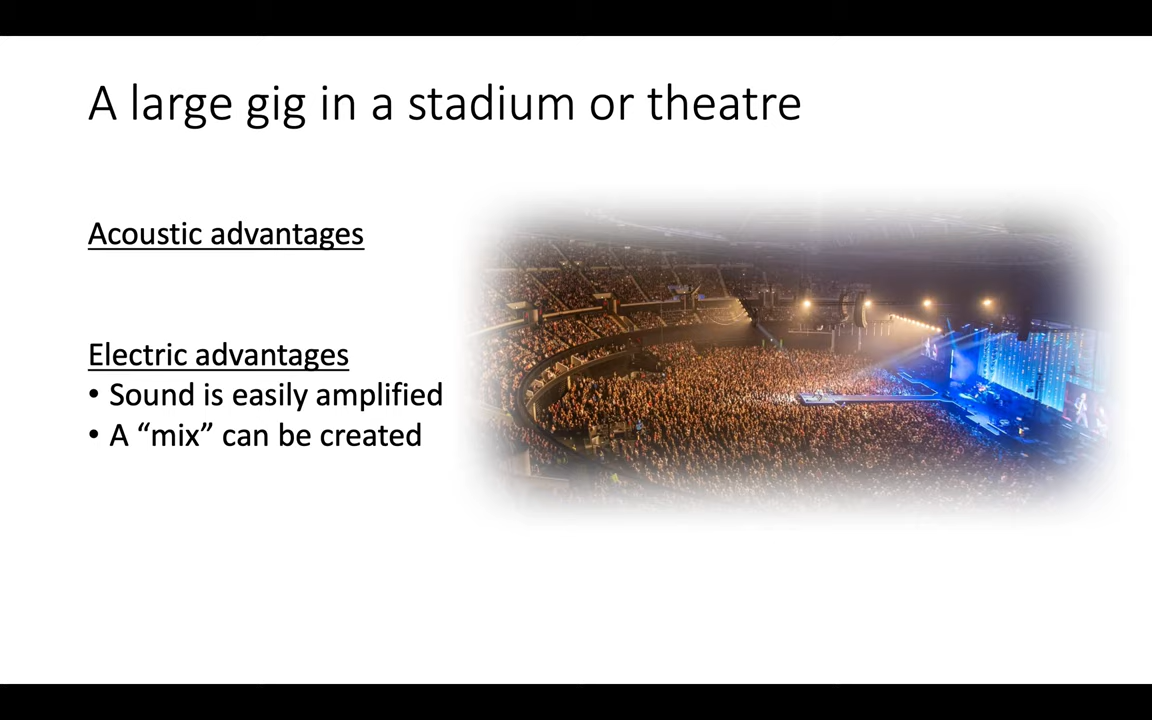 A large gig in a stadium or theatre
Acoustic advantages
Electric advantages
• Sound is easily amplified
• A “mix” can be created